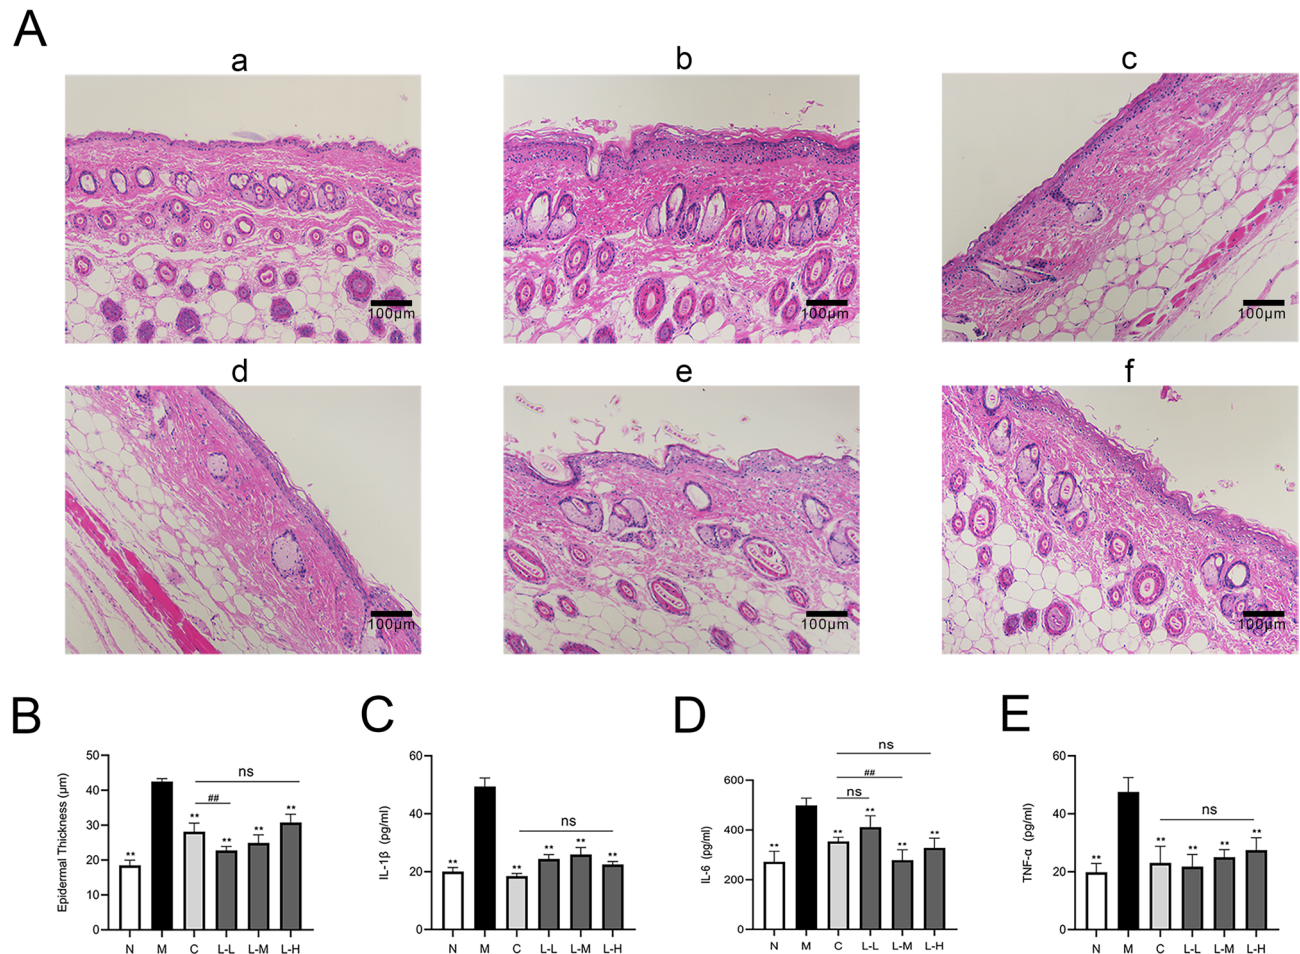 A
a
b
c
100µm
100µm
100µm
d
e
f
100µm
100µm
100µm
B
Epidermal Thickness (µm)
50
40
30
20
10
0
ns
##
**
**
**
**
**
N M C L-L L-M L-H
C
IL-1β (pg/ml)
60
40
20
0
ns
**
**
**
**
**
N M C L-L L-M L-H
D
IL-6 (pg/ml)
600
400
200
0
ns
##
ns
**
**
**
**
**
N M C L-L L-M L-H
E
TNF-α (pg/ml)
60
40
20
0
ns
**
**
**
**
**
N M C L-L L-M L-H